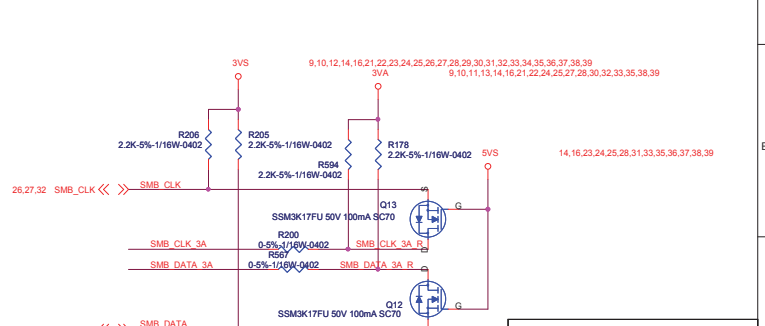 3VS
9,10,12,14,16,21,22,23,24,25,26,27,28,29,30,31,32,33,34,35,36,37,38,39
3VA
9,10,11,13,14,16,21,22,24,25,27,28,30,32,33,35,38,39
R206
2.2K-5%-1/16W-0402
R205
2.2K-5%-1/16W-0402
R178
2.2K-5%-1/16W-0402
R594
2.2K-5%-1/16W-0402
5VS
14,16,23,24,25,28,31,33,35,36,37,38,39
26,27,32 SMB_CLK
SMB_CLK
S
Q13
G
SSM3K17FU 50V 100mA SC70
R200
0-5%-1/16W-0402
SMB_CLK_3A
SMB_CLK_3A_R
D
R567
0-5%-1/16W-0402
SMB_DATA_3A
SMB_DATA_3A_R
D
Q12
G
SSM3K17FU 50V 100mA SC70
SMB_DATA